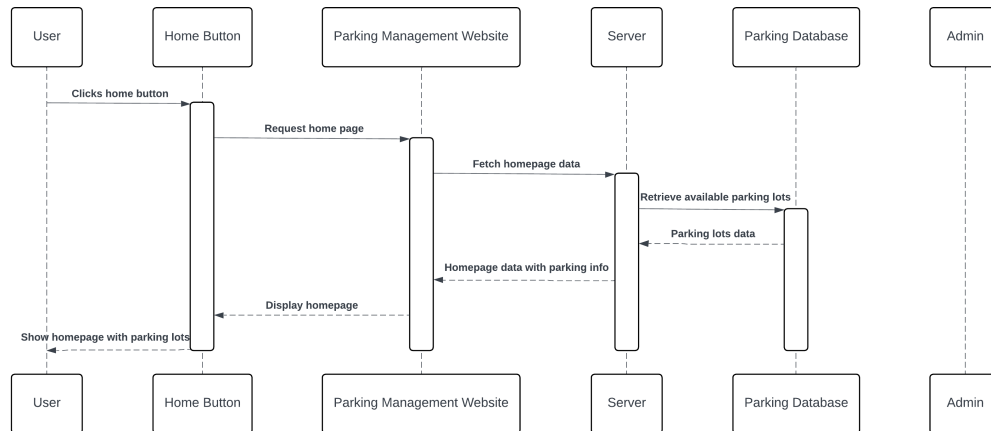 User
Home Button
Parking Management Website
Server
Parking Database
Admin
Clicks home button
Request home page
Fetch homepage data
Retrieve available parking lots
Parking lots data
Homepage data with parking info
Display homepage
Show homepage with parking lots
User
Home Button
Parking Management Website
Server
Parking Database
Admin